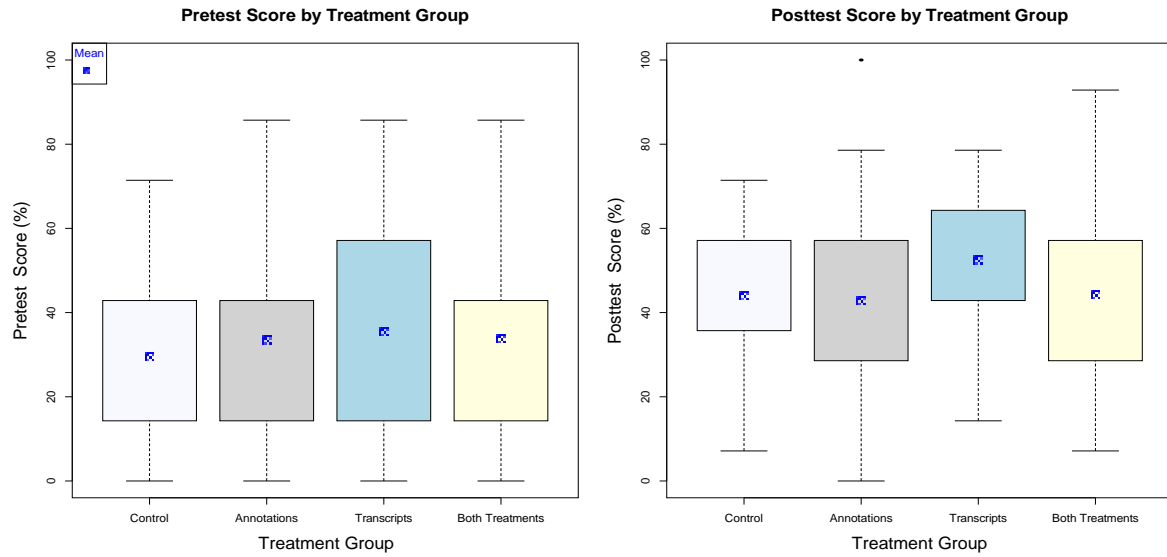 Pretest Score by Treatment Group
Mean
Pretest Score (%)
100
80
60
40
20
0
Control Annotations Transcripts Both Treatments
Treatment Group
Posttest Score by Treatment Group
Posttest Score (%)
100
80
60
40
20
0
Control Annotations Transcripts Both Treatments
Treatment Group